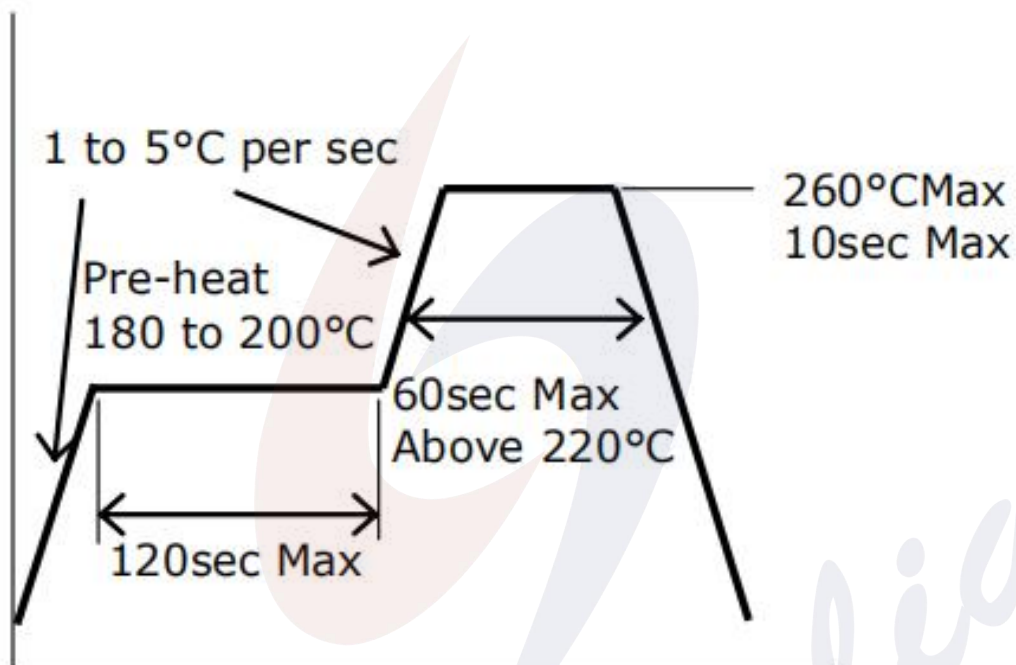 1 to 5°C per sec
260°CMax
10sec Max
Pre-heat
180 to 200°C
60sec Max
Above 220°C
120sec Max